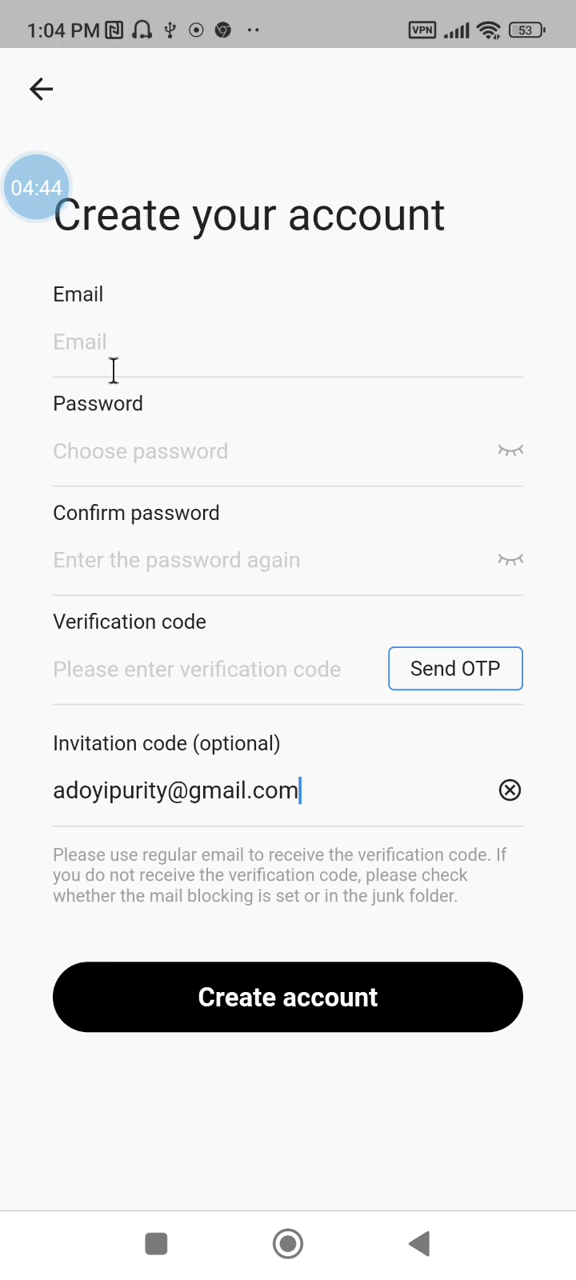 1:04 PM
VPN
53
04:44
Create your account
Email
Email
Password
Choose password
Confirm password
Enter the password again
Verification code
Please enter verification code
Send OTP
Invitation code (optional)
adoyipurity@gmail.com
Please use regular email to receive the verification code. If
you do not receive the verification code, please check
whether the mail blocking is set or in the junk folder.
Create account